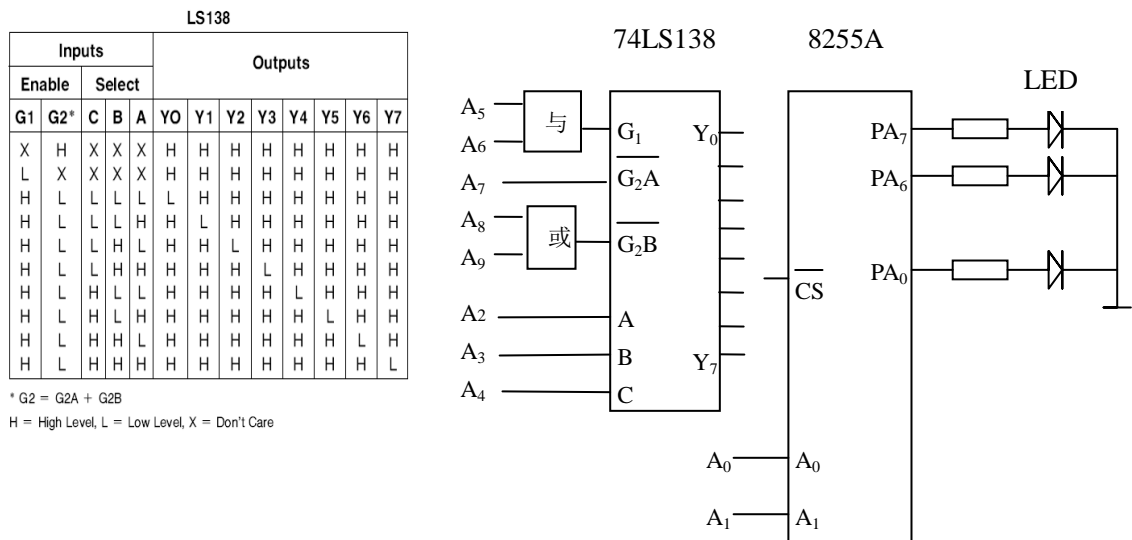 LS138
Inputs Outputs
Enable Select
G1 G2* C B A YO Y1 Y2 Y3 Y4 Y5 Y6 Y7
X H X X X H H H H H H H H
L X X X X H H H H H H H H
H L L L L L H H H H H H H
H L L L H H L H H H H H H
H L L H L H H L H H H H H
H L L H H H H H L H H H H
H L H L L H H H H L H H H
H L H L H H H H H H L H H
H L H H L H H H H H H L H
H L H H H H H H H H H H L
* G2 = G2A + G2B
H = High Level, L = Low Level, X = Don't Care
74LS138
8255A
LED
A5
A6
与
A7
A8
A9
或
A2
A3
A4
G1
G2A
G2B
A
B
C
Y0
Y7
CS
PA7
PA6
PA0
A0
A0
A1
A1